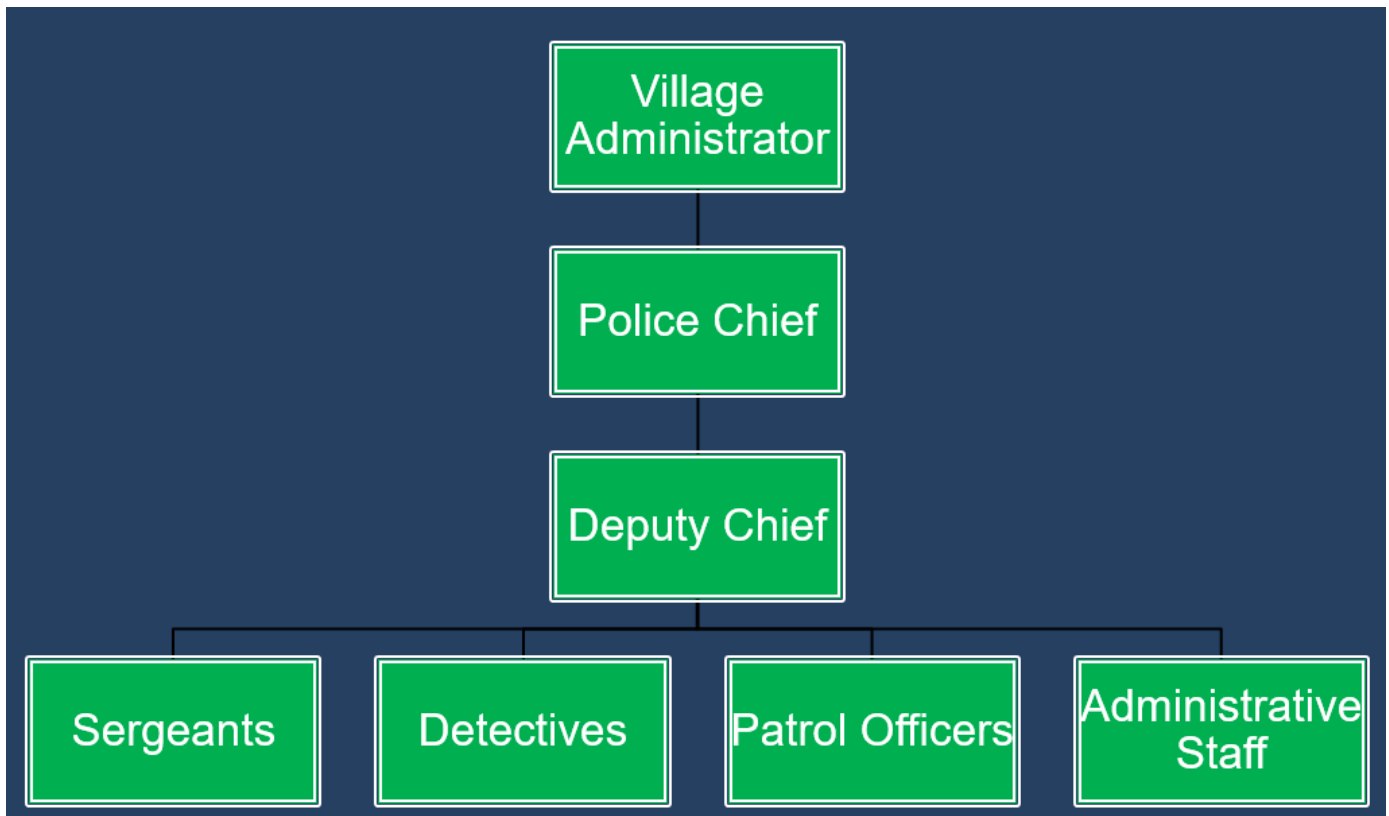 Village
Administrator
Police Chief
Deputy Chief
Sergeants
Detectives
Patrol Officers
Administrative
Staff